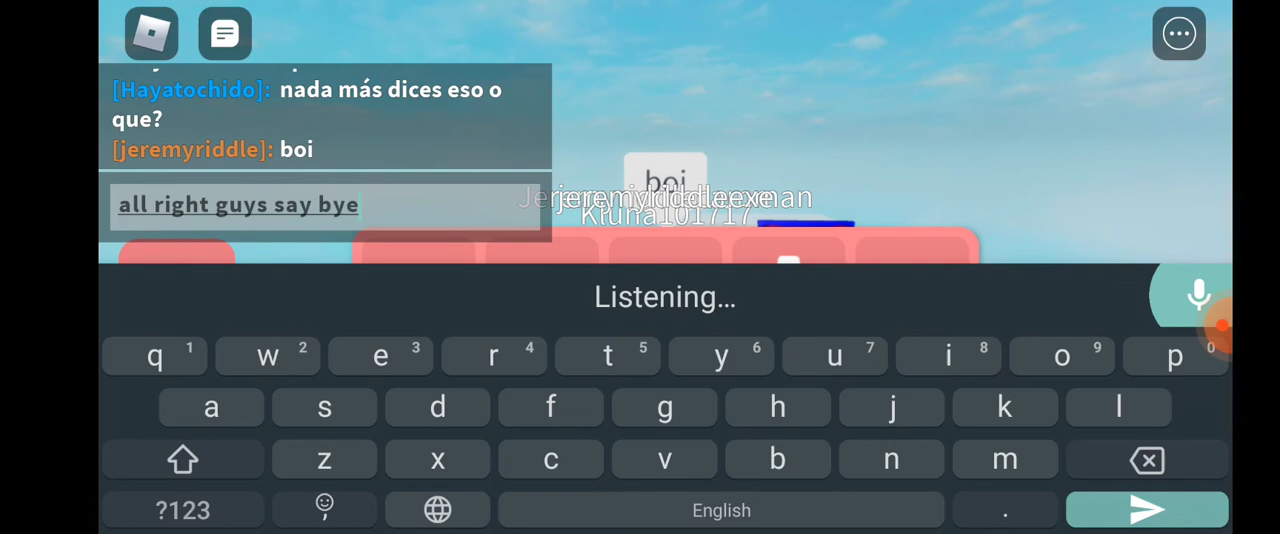 [Hayatochido]: nada más dices eso o
que?
[jeremyriddle]: boi
all right guys say bye
boi
Kluna101717
Listening...
q 1 w 2 e 3 r 4 t 5 y 6 u 7 i 8 o 9 p 0
a s d f g h j k l
z x c v b n m
?123 , English .